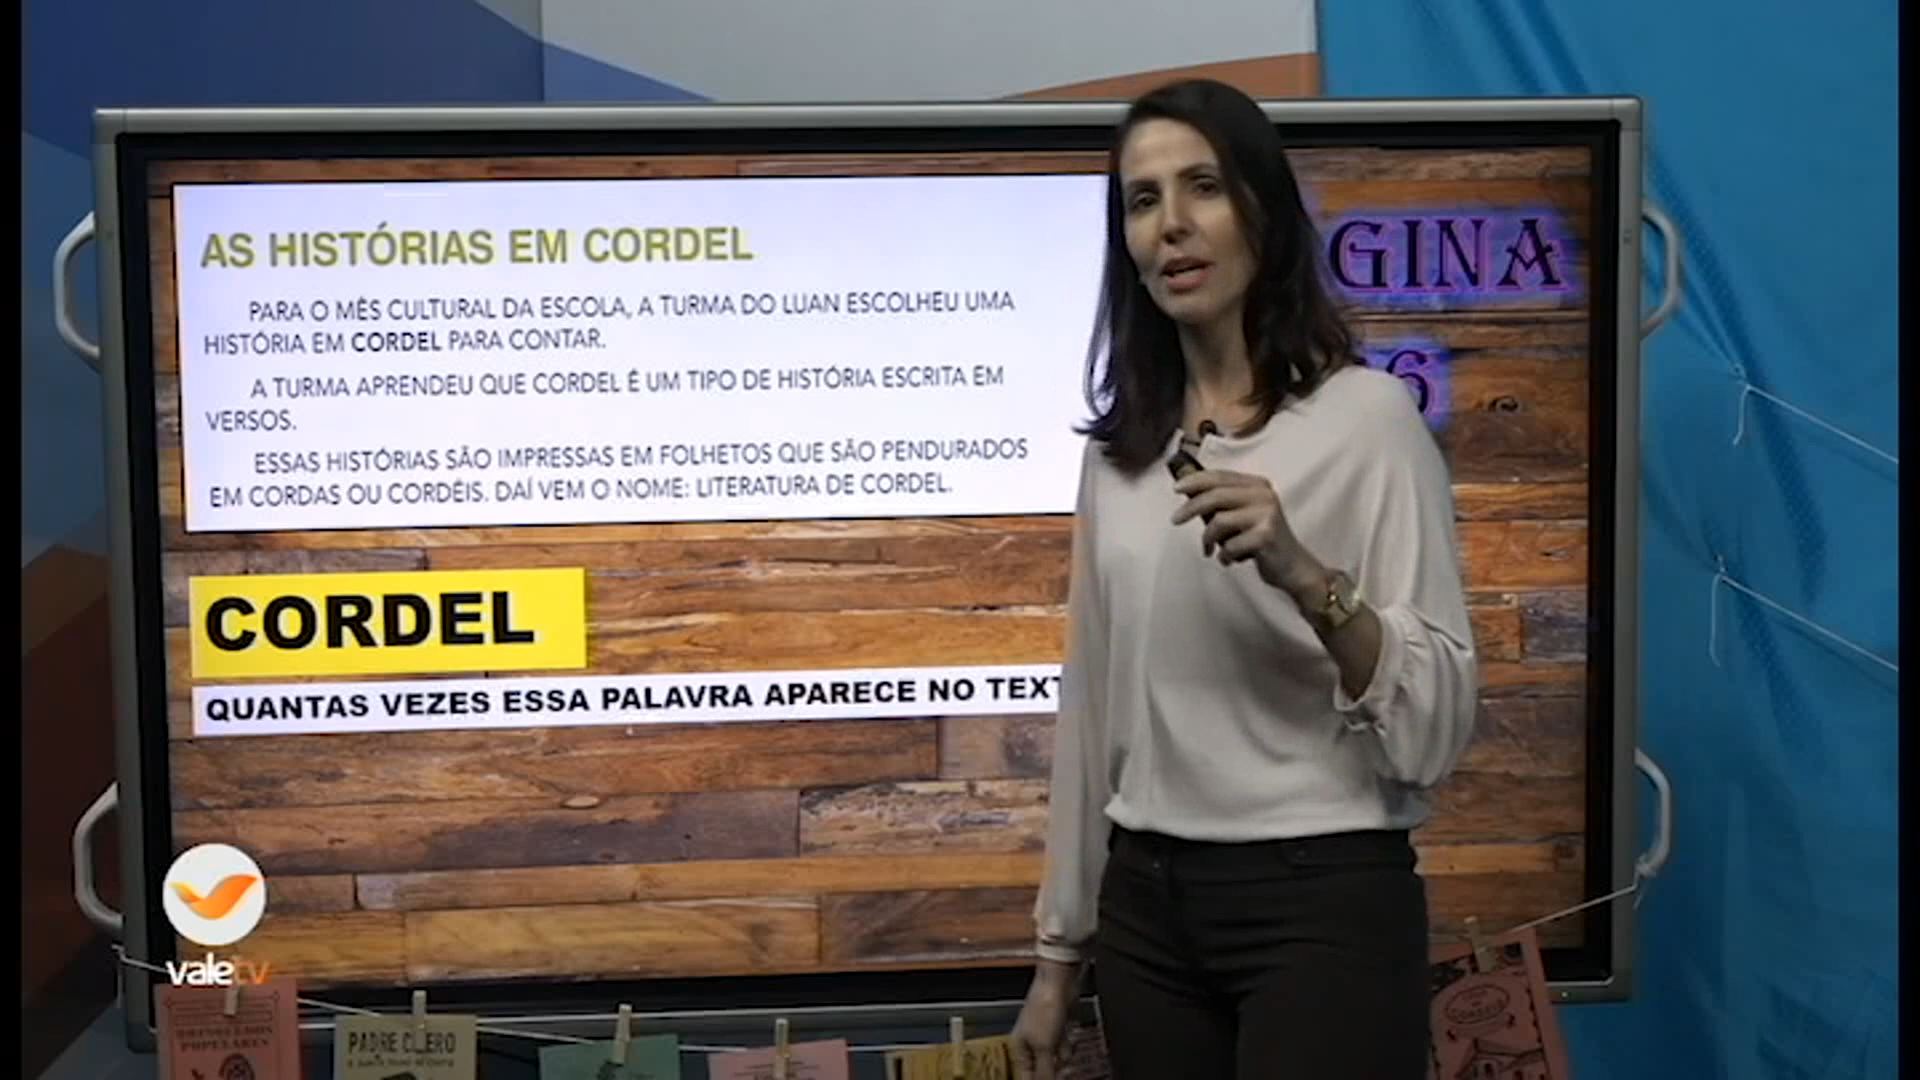 AS HISTÓRIAS EM CORDEL
PARA O MÊS CULTURAL DA ESCOLA, A TURMA DO LUAN ESCOLHEU UMA
HISTÓRIA EM CORDEL PARA CONTAR.
A TURMA APRENDEU QUE CORDEL É UM TIPO DE HISTÓRIA ESCRITA EM
VERSOS.
ESSAS HISTÓRIAS SÃO IMPRESSAS EM FOLHETOS QUE SÃO PENDURADOS
EM CORDAS OU CORDÉIS. DAÍ VEM O NOME: LITERATURA DE CORDEL.
GINA
6
CORDEL
QUANTAS VEZES ESSA PALAVRA APARECE NO TEXT
valetv
POPULARES
PADRE CÍCERO